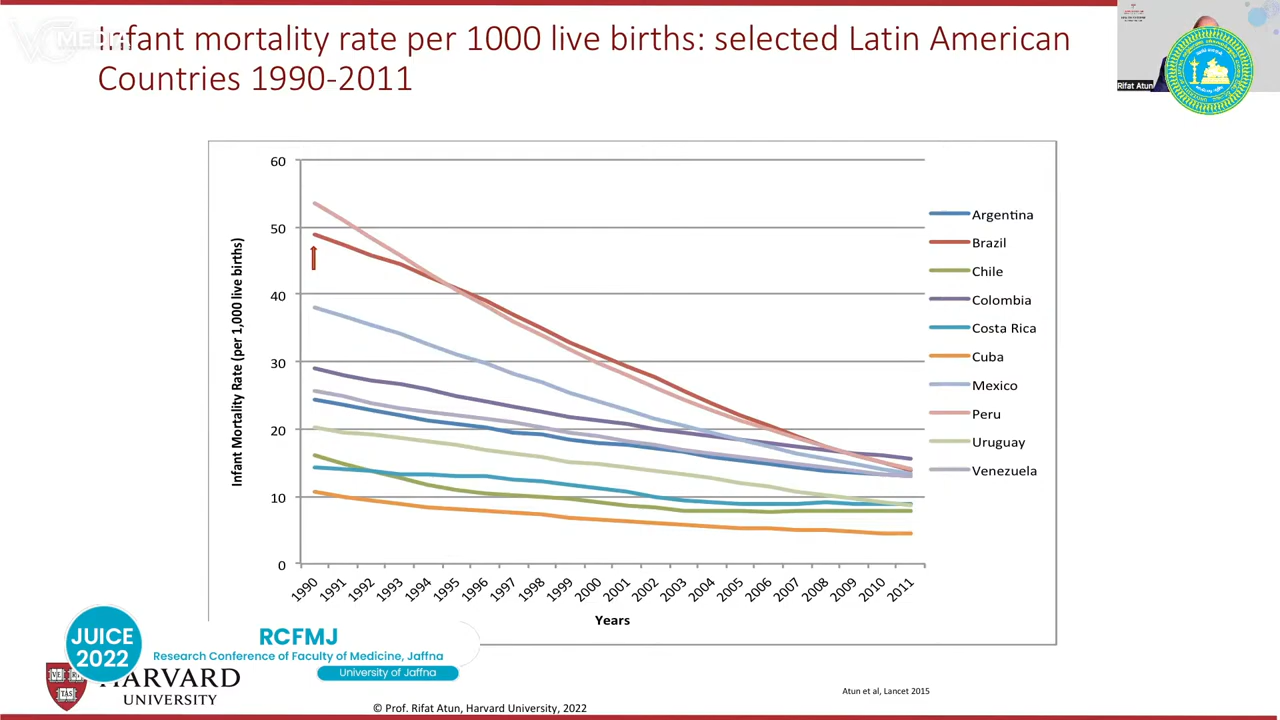 MEDIA
Infant mortality rate per 1000 live births: selected Latin American
Countries 1990-2011
Rifat Atun
Infant Mortality Rate (per 1,000 live births)
60
50
40
30
20
10
0
1990
1991
1992
1993
1994
1995
1996
1997
1998
1999
2000
2001
2002
2003
2004
2005
2006
2007
2008
2009
2010
2011
Years
Argentina
Brazil
Chile
Colombia
Costa Rica
Cuba
Mexico
Peru
Uruguay
Venezuela
JUICE
2022
RCFMJ
Research Conference of Faculty of Medicine, Jaffna
University of Jaffna
VE RI
TAS
HARVARD
UNIVERSITY
Atun et al, Lancet 2015
© Prof. Rifat Atun, Harvard University, 2022